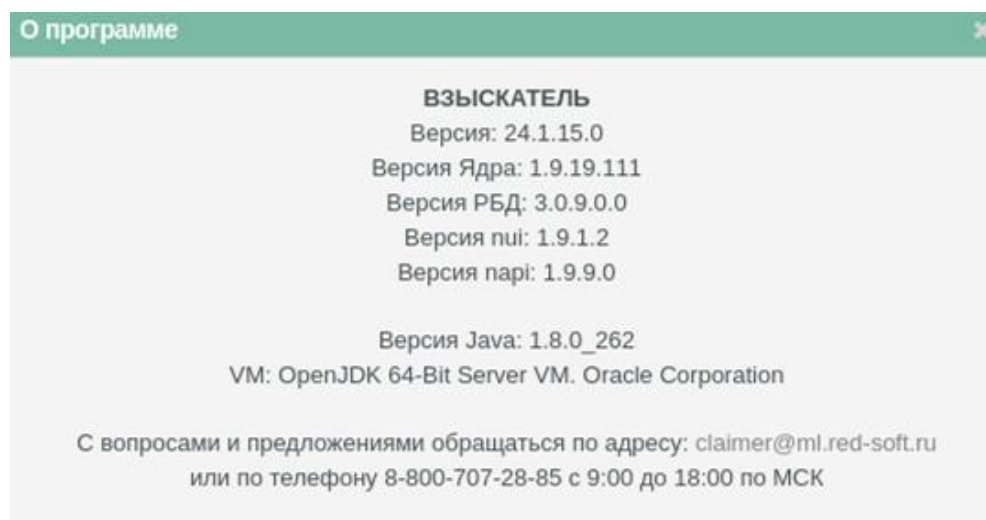 О программе
ВЗЫСКАТЕЛЬ
Версия: 24.1.15.0
Версия Ядра: 1.9.19.111
Версия РБД: 3.0.9.0.0
Версия nui: 1.9.1.2
Версия napi: 1.9.9.0
Версия Java: 1.8.0_262
VM: OpenJDK 64-Bit Server VM. Oracle Corporation
С вопросами и предложениями обращаться по адресу: claimer@ml.red-soft.ru
или по телефону 8-800-707-28-85 с 9:00 до 18:00 по МСК